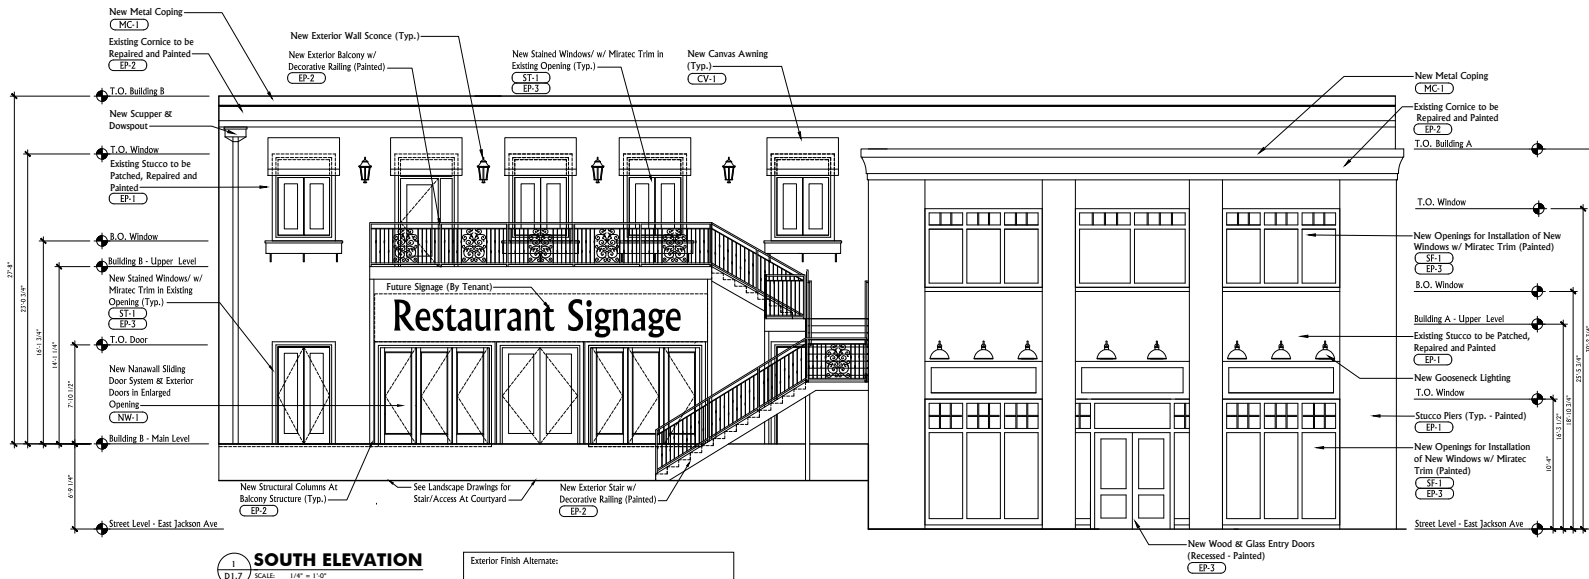 New Metal Coping
MC-1
Existing Cornice to be
Repaired and Painted
EP-2
T.O. Building B
New Scupper &
Dowspout
T.O. Window
Existing Stucco to be
Patched, Repaired and
Painted
EP-1
B.O. Window
Building B - Upper Level
New Stained Windows/ w/
Miratec Trim in Existing
Opening (Typ.)
ST-1
EP-3
T.O. Door
New Nanawall Sliding
Door System & Exterior
Doors in Enlarged
Opening
NW-1
Building B - Main Level
Street Level - East Jackson Ave
27'-8"
23'-0 3/4"
16'-1 3/4"
14'-1 1/4"
7'-10 1/2"
6'-9 1/4"
New Exterior Wall Sconce (Typ.)
New Exterior Balcony w/
Decorative Railing (Painted)
EP-2
New Stained Windows/ w/ Miratec Trim in
Existing Opening (Typ.)
ST-1
EP-3
New Canvas Awning
(Typ.)
CV-1
Future Signage (By Tenant)
Restaurant Signage
New Structural Columns At
Balcony Structure (Typ.)
EP-2
See Landscape Drawings for
Stair/Access At Courtyard
New Exterior Stair w/
Decorative Railing (Painted)
EP-2
New Metal Coping
MC-1
Existing Cornice to be
Repaired and Painted
EP-2
T.O. Building A
T.O. Window
New Openings for Installation of New
Windows w/ Miratec Trim (Painted)
SF-1
EP-3
B.O. Window
Building A - Upper Level
Existing Stucco to be Patched,
Repaired and Painted
EP-1
New Gooseneck Lighting
T.O. Window
Stucco Piers (Typ. - Painted)
EP-1
New Openings for Installation
of New Windows w/ Miratec
Trim (Painted)
SF-1
EP-3
Street Level - East Jackson Ave
10'-4"
16'-3 1/2"
18'-10 3/4"
25'-5 3/4"
New Wood & Glass Entry Doors
(Recessed - Painted)
EP-3
1
D1.7
SOUTH ELEVATION
SCALE: 1/4" = 1'-0"
Exterior Finish Alternate: